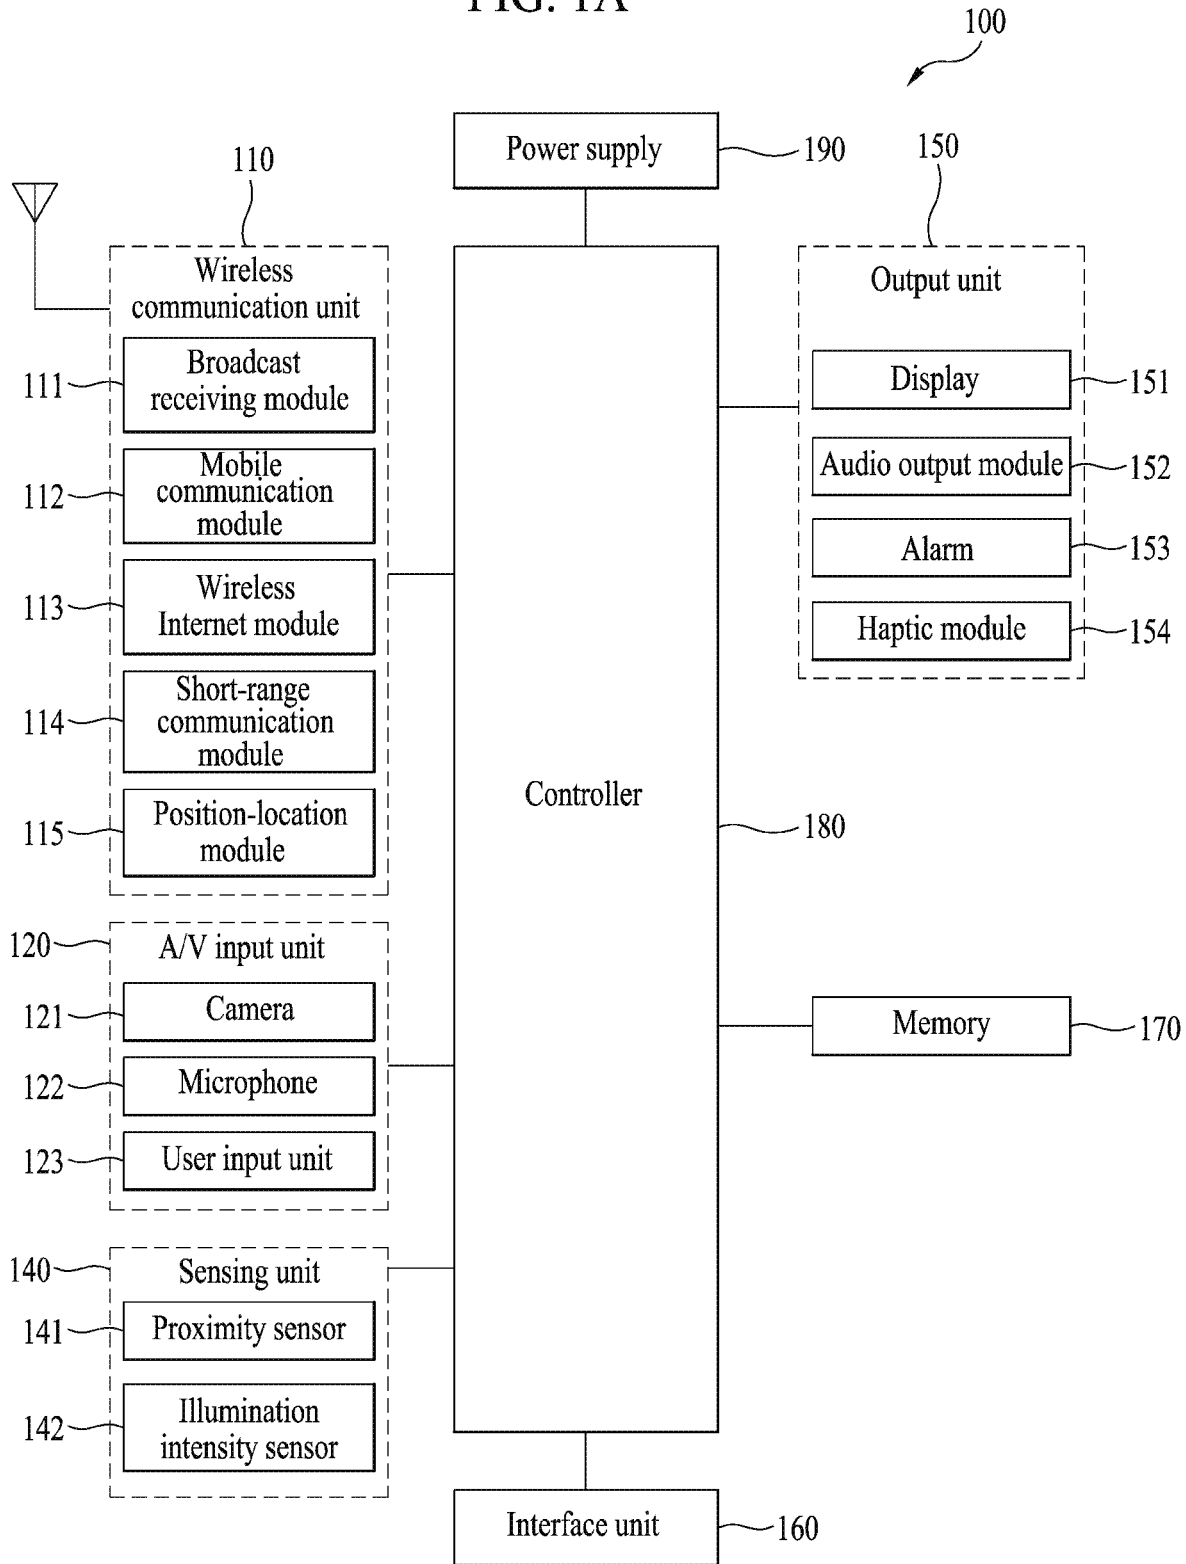 FIG. 1A
100
Power supply
190
110
150
Wireless
communication unit
Output unit
111
Broadcast
receiving module
Display
151
112
Mobile
communication
module
Audio output module
152
113
Wireless
Internet module
Alarm
153
Haptic module
154
114
Short-range
communication
module
115
Position-location
module
Controller
180
120
A/V input unit
121
Camera
122
Microphone
123
User input unit
Memory
170
140
Sensing unit
141
Proximity sensor
142
Illumination
intensity sensor
Interface unit
160